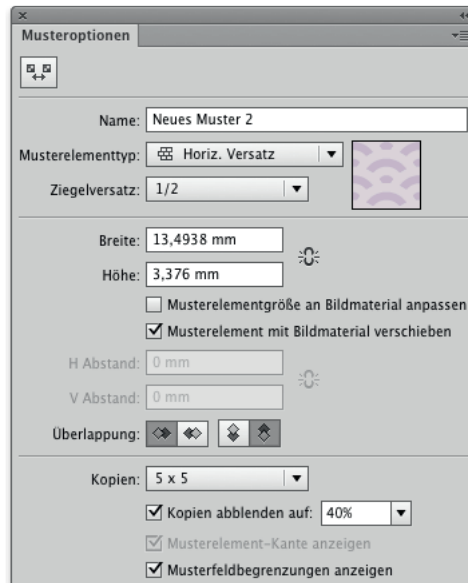 Musteroptionen
Name: Neues Muster 2
Musterelementtyp: Horiz. Versatz
Ziegelversatz: 1/2
Breite: 13,4938 mm
Höhe: 3,376 mm
Musterelementgröße an Bildmaterial anpassen
Musterelement mit Bildmaterial verschieben
H Abstand: 0 mm
V Abstand: 0 mm
Überlappung:
Kopien: 5 x 5
Kopien abblenden auf: 40%
Musterelement-Kante anzeigen
Musterfeldbegrenzungen anzeigen